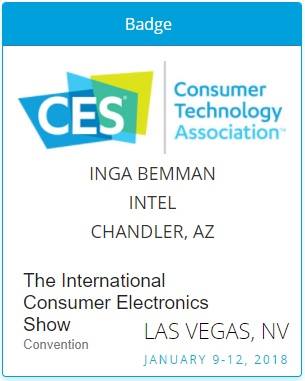 Badge
CES®
Consumer
Technology
Association™
INGA BEMMAN
INTEL
CHANDLER, AZ
The International
Consumer Electronics
Show
Convention
LAS VEGAS, NV
JANUARY 9-12, 2018